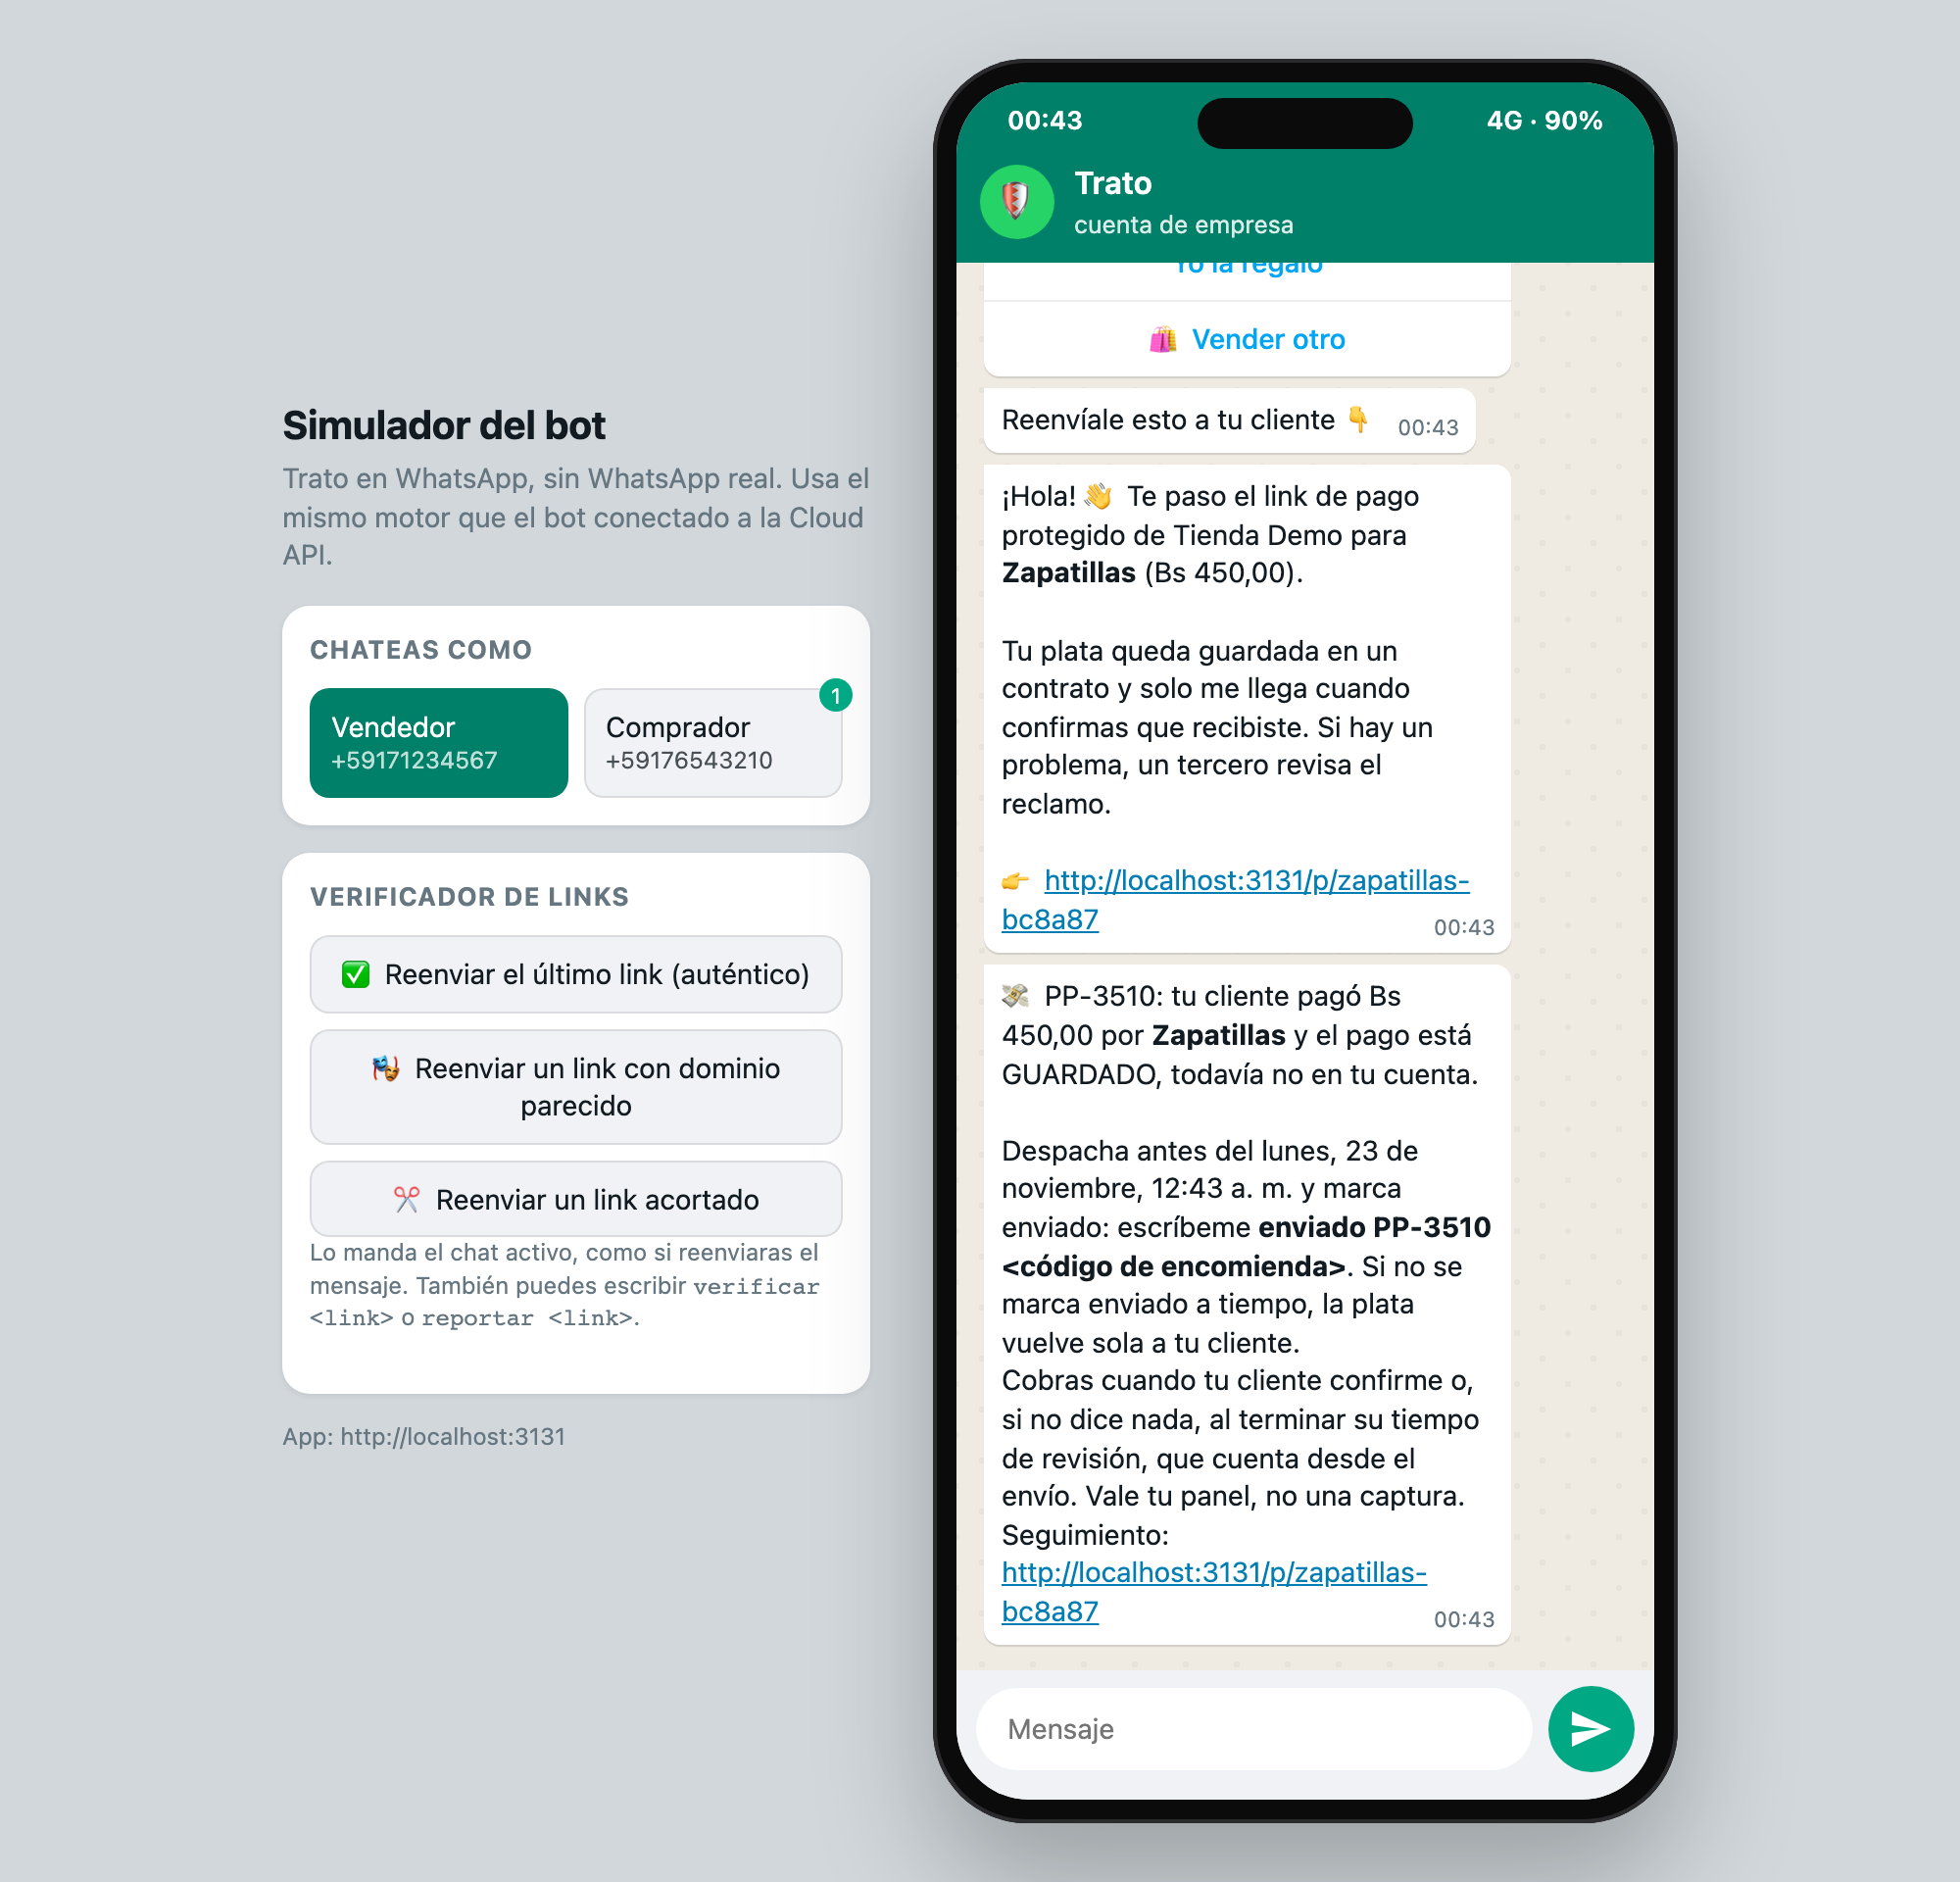 Simulador del bot
Trato en WhatsApp, sin WhatsApp real. Usa el
mismo motor que el bot conectado a la Cloud
API.
CHATEAS COMO
Vendedor
+59171234567
Comprador
+59176543210
1
VERIFICADOR DE LINKS
✅ Reenviar el último link (auténtico)
🎭 Reenviar un link con dominio
parecido
✂️ Reenviar un link acortado
Lo manda el chat activo, como si reenviaras el
mensaje. También puedes escribir verificar
<link> o reportar <link>.
App: http://localhost:3131
00:43
4G · 90%
Trato
cuenta de empresa
Yo la regalo
🛍️ Vender otro
Reenvíale esto a tu cliente 👇 00:43
¡Hola! 👋 Te paso el link de pago
protegido de Tienda Demo para
Zapatillas (Bs 450,00).
Tu plata queda guardada en un
contrato y solo me llega cuando
confirmas que recibiste. Si hay un
problema, un tercero revisa el
reclamo.
👉 http://localhost:3131/p/zapatillas-
bc8a87 00:43
💸 PP-3510: tu cliente pagó Bs
450,00 por Zapatillas y el pago está
GUARDADO, todavía no en tu cuenta.
Despacha antes del lunes, 23 de
noviembre, 12:43 a. m. y marca
enviado: escríbeme enviado PP-3510
<código de encomienda>. Si no se
marca enviado a tiempo, la plata
vuelve sola a tu cliente.
Cobras cuando tu cliente confirme o,
si no dice nada, al terminar su tiempo
de revisión, que cuenta desde el
envío. Vale tu panel, no una captura.
Seguimiento:
http://localhost:3131/p/zapatillas-
bc8a87 00:43
Mensaje